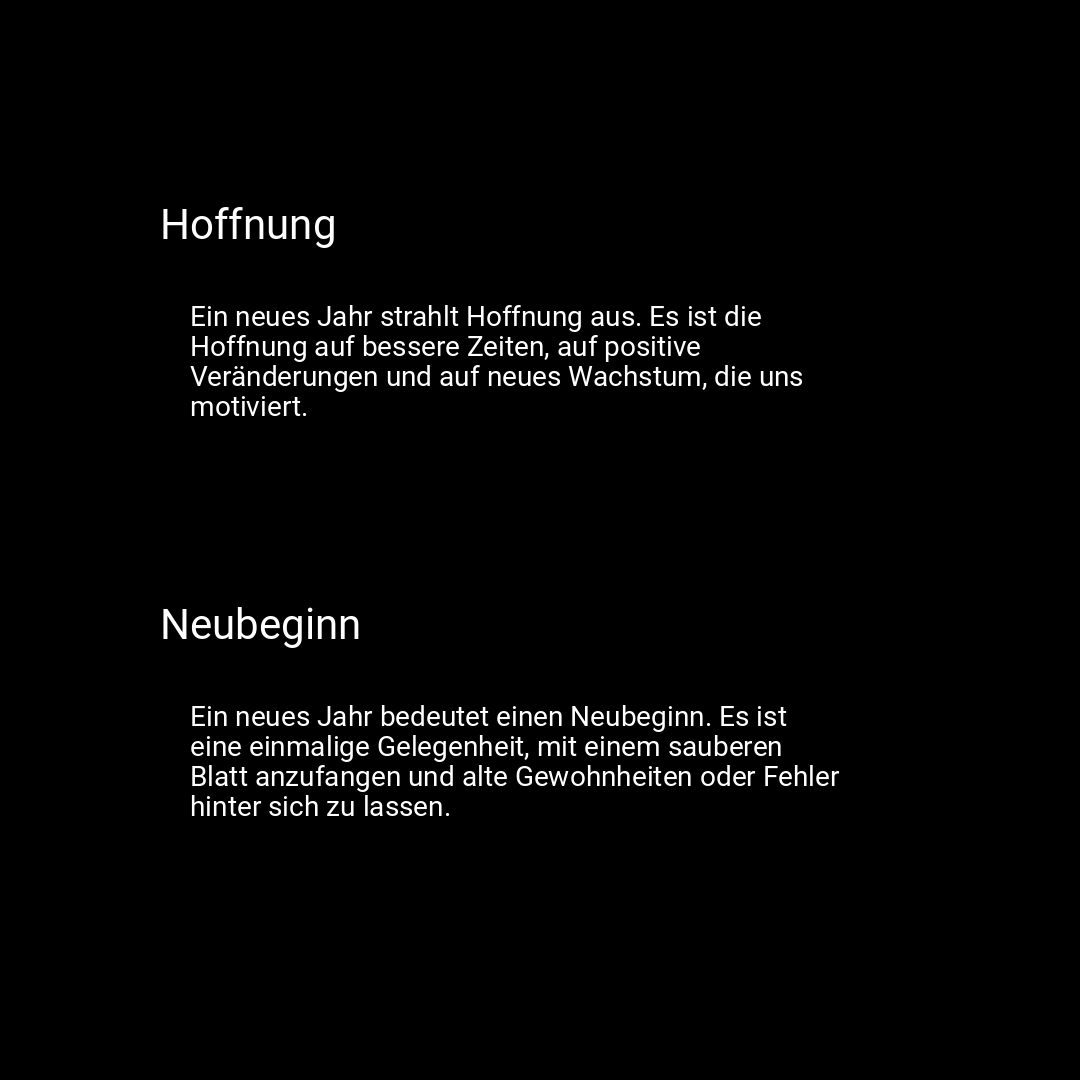 Hoffnung
Ein neues Jahr strahlt Hoffnung aus. Es ist die
Hoffnung auf bessere Zeiten, auf positive
Veränderungen und auf neues Wachstum, die uns
motiviert.
Neubeginn
Ein neues Jahr bedeutet einen Neubeginn. Es ist
eine einmalige Gelegenheit, mit einem sauberen
Blatt anzufangen und alte Gewohnheiten oder Fehler
hinter sich zu lassen.